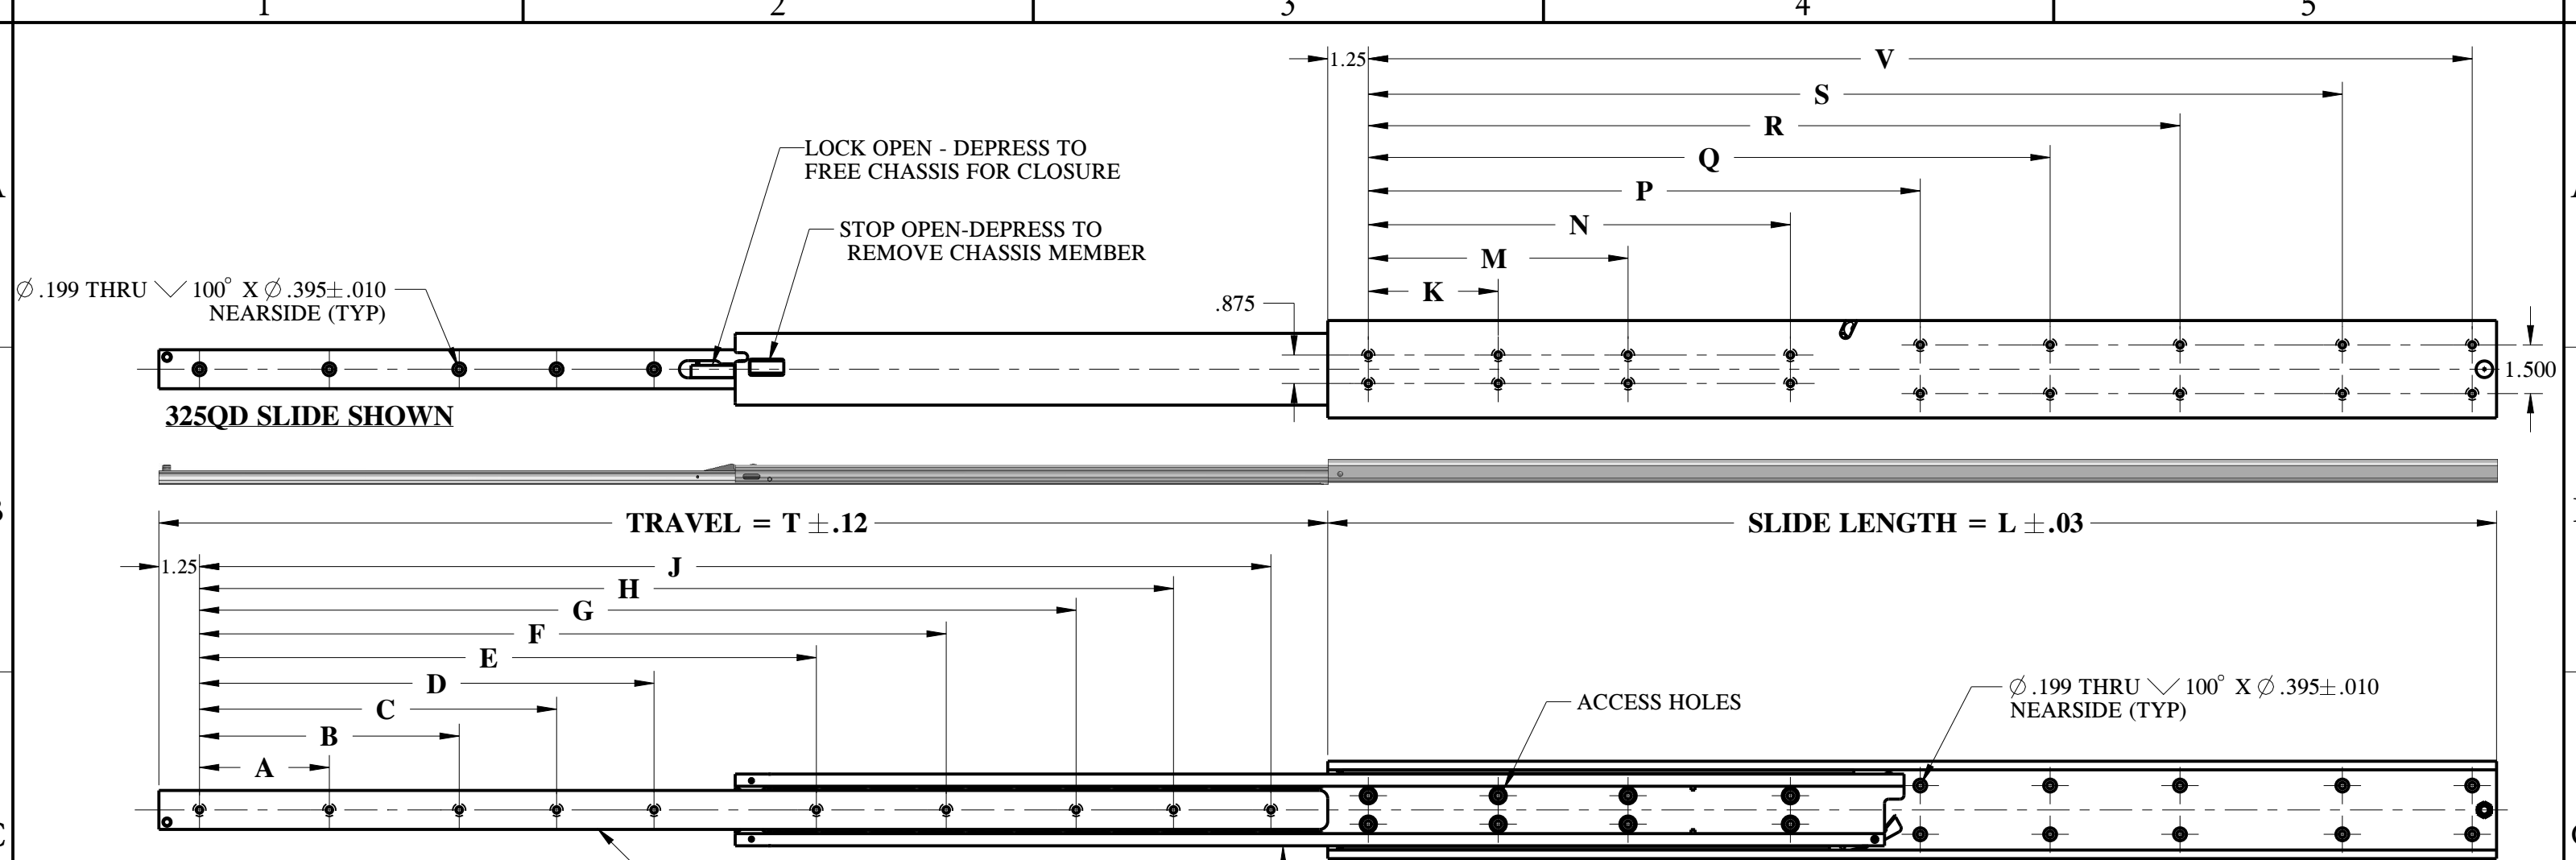 1 2 3 4 5
1.25 V
S
R
Q
P
N
M
K
LOCK OPEN - DEPRESS TO
FREE CHASSIS FOR CLOSURE
STOP OPEN-DEPRESS TO
REMOVE CHASSIS MEMBER
Ø .199 THRU ⌵ 100° X Ø .395±.010
NEARSIDE (TYP)
.875
1.500
325QD SLIDE SHOWN
TRAVEL = T ±.12
SLIDE LENGTH = L ±.03
1.25 J
H
G
F
E
D
C
B
A
ACCESS HOLES
Ø .199 THRU ⌵ 100° X Ø .395±.010
NEARSIDE (TYP)